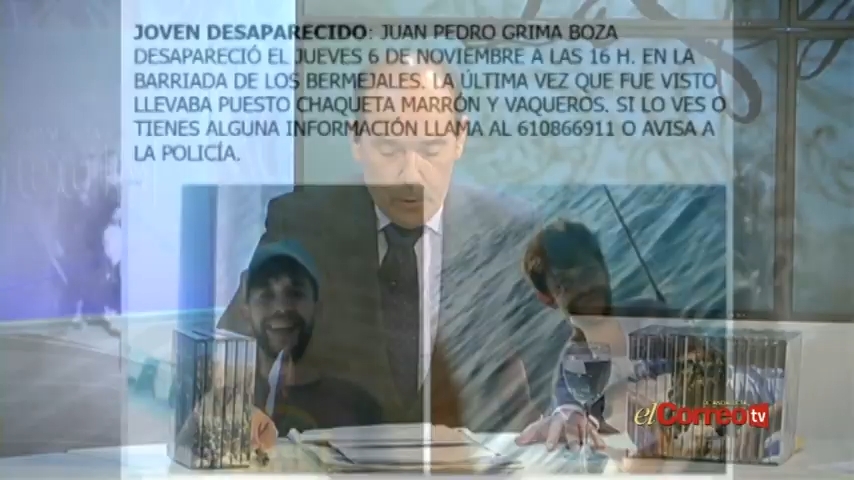 JOVEN DESAPARECIDO: JUAN PEDRO GRIMA BOZA
DESAPARECIÓ EL JUEVES 6 DE NOVIEMBRE A LAS 16 H. EN LA
BARRIADA DE LOS BERMEJALES. LA ÚLTIMA VEZ QUE FUE VISTO
LLEVABA PUESTO CHAQUETA MARRÓN Y VAQUEROS. SI LO VES O
TIENES ALGUNA INFORMACIÓN LLAMA AL 610866911 O AVISA A
LA POLICÍA.
DE ANDALUCÍA
elCorreo tv